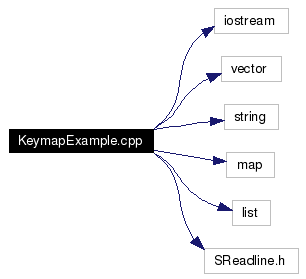 iostream
vector
string
KeymapExample.cpp
map
list
SReadline.h